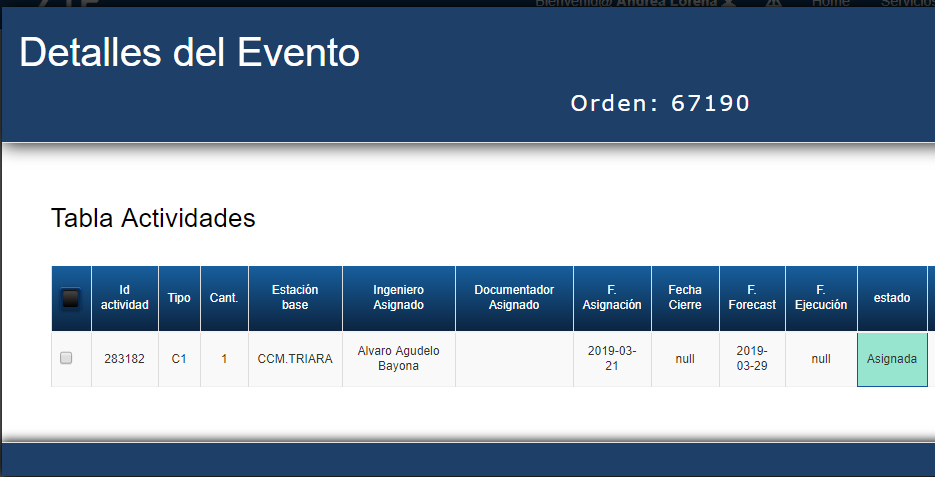 Bienvenid@ Andrea Lorena
Home
Servicios
Detalles del Evento
Orden: 67190
Tabla Actividades
Id actividad Tipo Cant. Estación base Ingeniero Asignado Documentador Asignado F. Asignación Fecha Cierre F. Forecast F. Ejecución estado
283182 C1 1 CCM.TRIARA Alvaro Agudelo Bayona 2019-03-21 null 2019-03-29 null Asignada